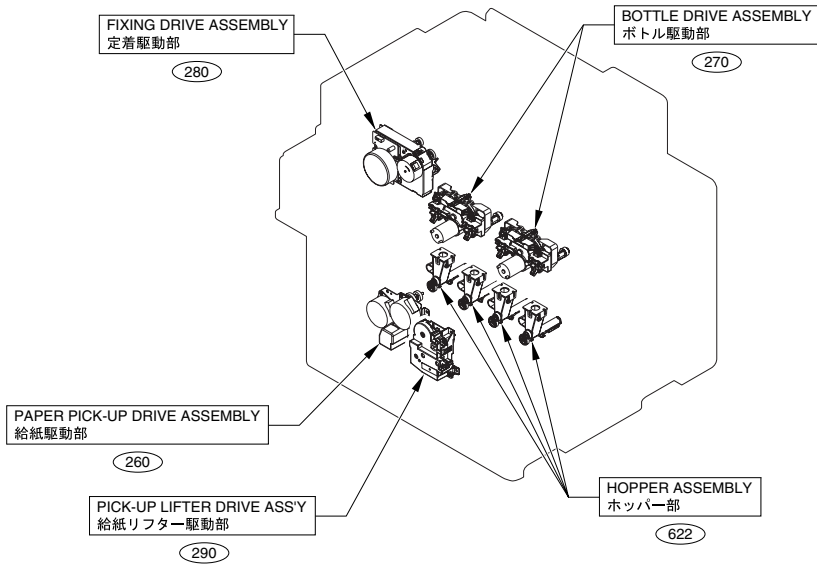 FIXING DRIVE ASSEMBLY
定着駆動部
280
BOTTLE DRIVE ASSEMBLY
ボトル駆動部
270
PAPER PICK-UP DRIVE ASSEMBLY
給紙駆動部
260
PICK-UP LIFTER DRIVE ASS'Y
給紙リフター駆動部
290
HOPPER ASSEMBLY
ホッパー部
622